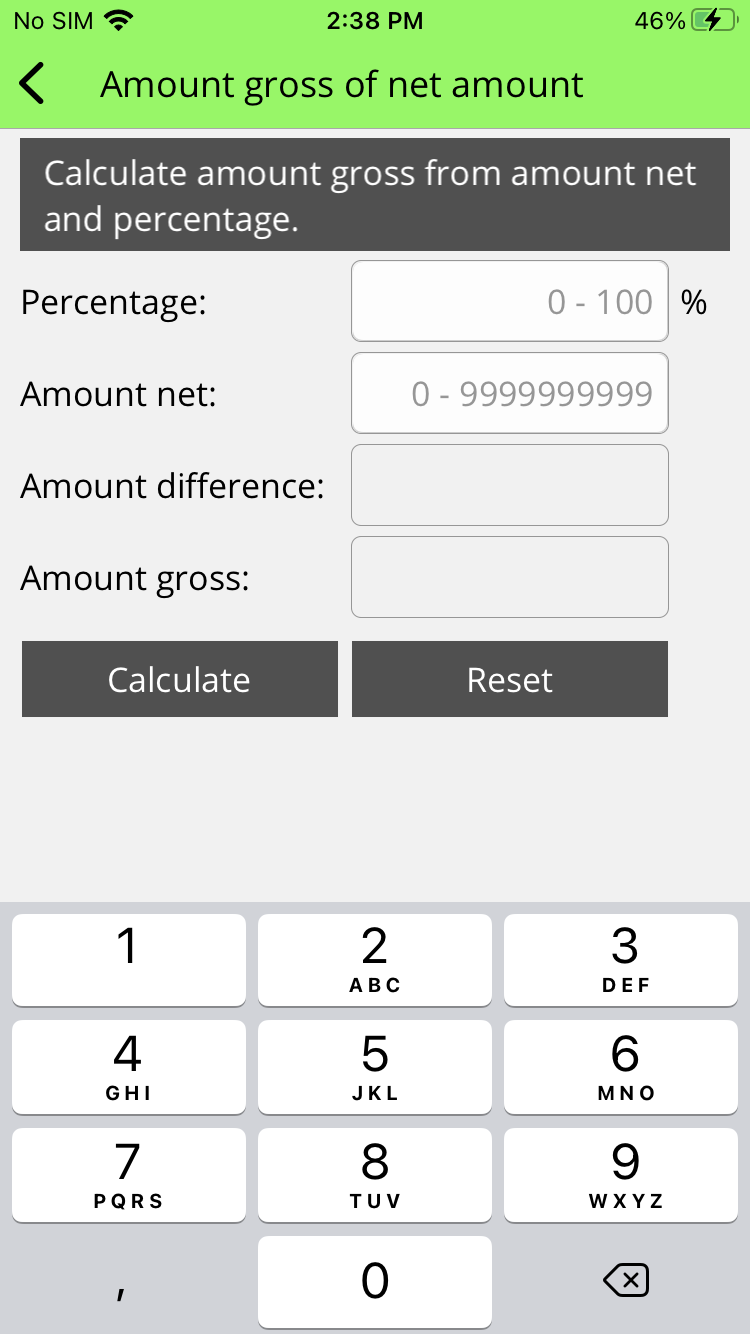 No SIM 2:38 PM 46%
Amount gross of net amount
Calculate amount gross from amount net
and percentage.
Percentage: 0 - 100 %
Amount net: 0 - 9999999999
Amount difference:
Amount gross:
Calculate Reset
1 2 3
ABC DEF
4 5 6
GHI JKL MNO
7 8 9
PQRS TUV WXYZ
, 0